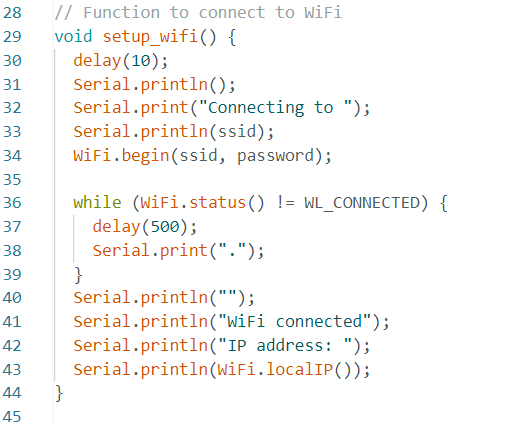 28 // Function to connect to WiFi
29 void setup_wifi() {
30   delay(10);
31   Serial.println();
32   Serial.print("Connecting to ");
33   Serial.println(ssid);
34   WiFi.begin(ssid, password);
35
36   while (WiFi.status() != WL_CONNECTED) {
37     delay(500);
38     Serial.print(".");
39   }
40   Serial.println("");
41   Serial.println("WiFi connected");
42   Serial.println("IP address: ");
43   Serial.println(WiFi.localIP());
44 }
45